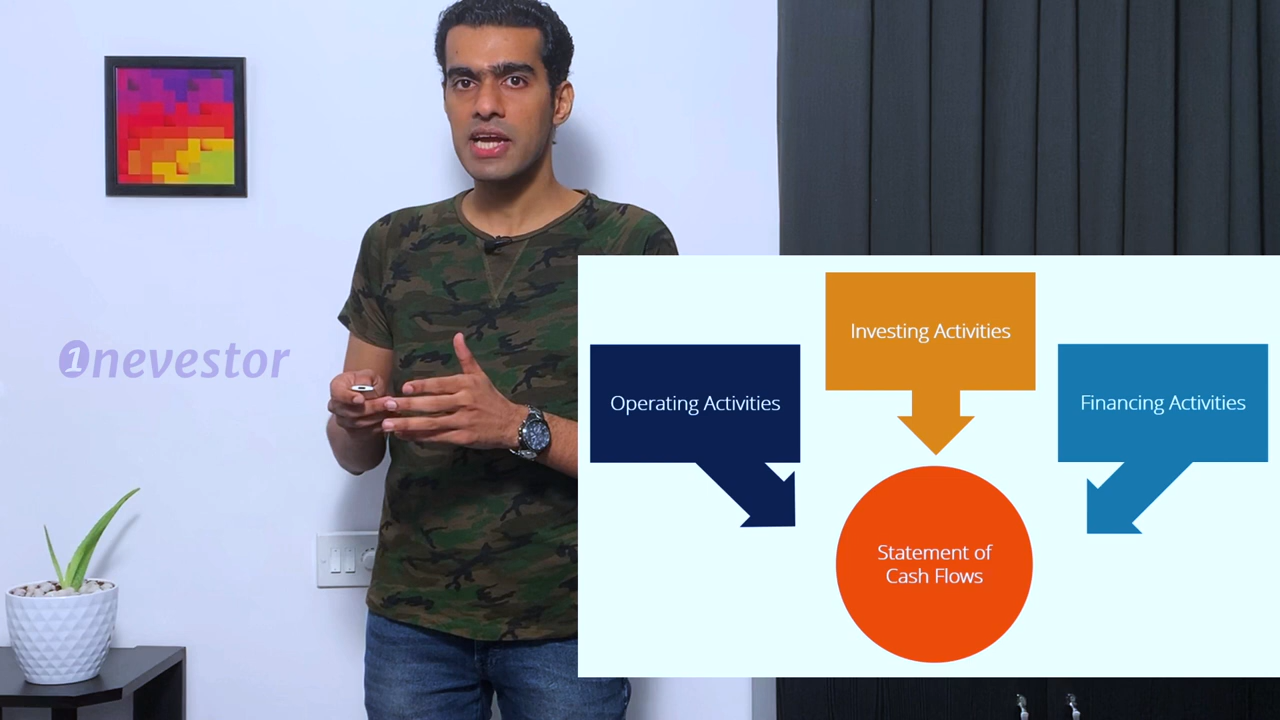 1nevestor
Investing Activities
Operating Activities
Financing Activities
Statement of
Cash Flows